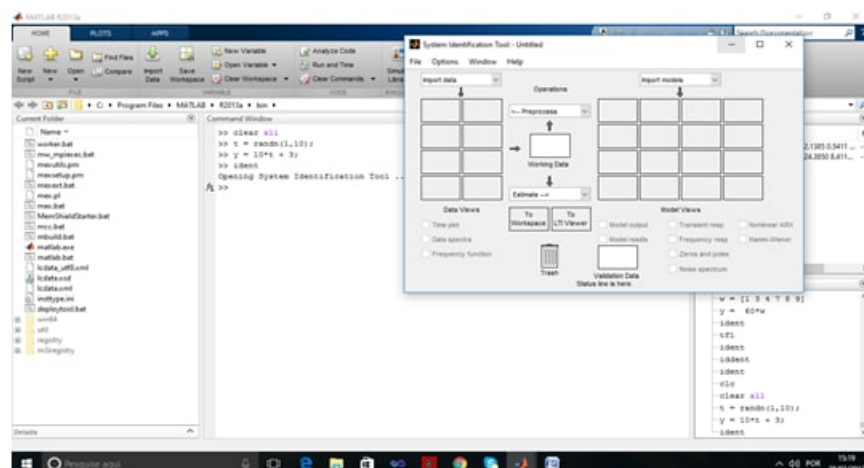 MATLAB R2013a
HOME
PLOTS
APPS
Search Documentation
New Script
New
Open
Find Files
Compare
Import Data
Save Workspace
New Variable
Open Variable
Clear Workspace
Analyze Code
Run and Time
Clear Commands
FILE
VARIABLE
CODE
C: ▸ Program Files ▸ MATLAB ▸ R2013a ▸ bin ▸
Current Folder
Name
worker.bat
mw_mpiexec.bat
mexutils.pm
mexsetup.pm
mexext.bat
mex.pl
mex.bat
MemShieldStarter.bat
mcc.bat
mbuild.bat
matlab.exe
matlab.bat
lcdata_utf8.xml
lcdata.xsd
lcdata.xml
insttype.ini
deploytool.bat
win64
util
registry
m3iregistry
Details
Command Window
>> clear all
>> t = randn(1,10);
>> y = 10*t + 3;
>> ident
Opening System Identification Tool ...
fx >>
System Identification Tool - Untitled
File Options Window Help
Import data
Import models
Operations
<-- Preprocess
Working Data
Estimate -->
Data Views
Time plot
Data spectra
Frequency function
To Workspace
To LTI Viewer
Trash
Model Views
Model output
Model resids
Transient resp
Frequency resp
Zeros and poles
Noise spectrum
Nonlinear ARX
Hamm-Wiener
Validation Data
Status line is here.
w = [1 3 4 7 8 9]
y = 60*w
ident
tf1
ident
iddent
ident
clc
clear all
t = randn(1,10);
y = 10*t + 3;
ident
Pesquise aqui
POR
15:19